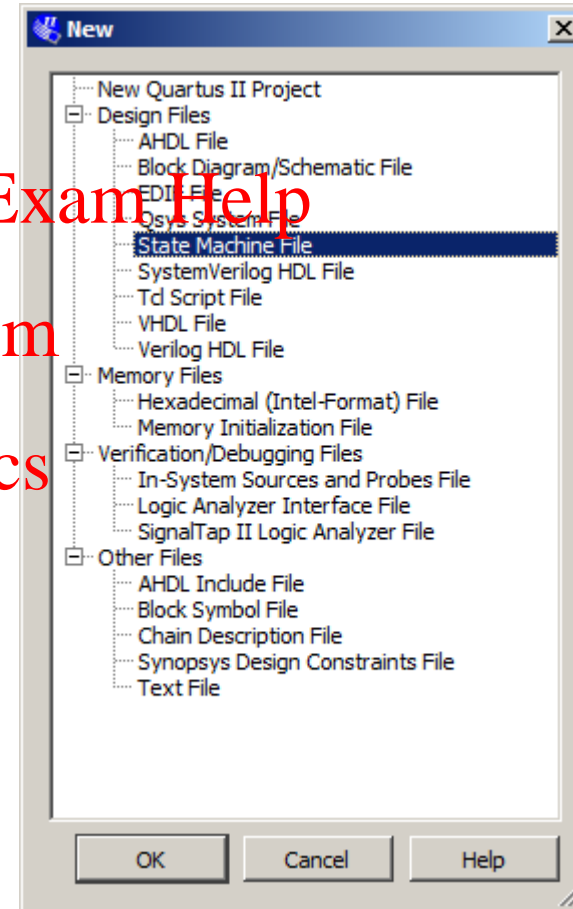 New
New Quartus II Project
Design Files
AHDL File
Block Diagram/Schematic File
Exam Help
EDIF File
Qsys System File
State Machine File
SystemVerilog HDL File
Tcl Script File
m
VHDL File
Verilog HDL File
Memory Files
Hexadecimal (Intel-Format) File
Memory Initialization File
cs
Verification/Debugging Files
In-System Sources and Probes File
Logic Analyzer Interface File
SignalTap II Logic Analyzer File
Other Files
AHDL Include File
Block Symbol File
Chain Description File
Synopsys Design Constraints File
Text File
OK Cancel Help